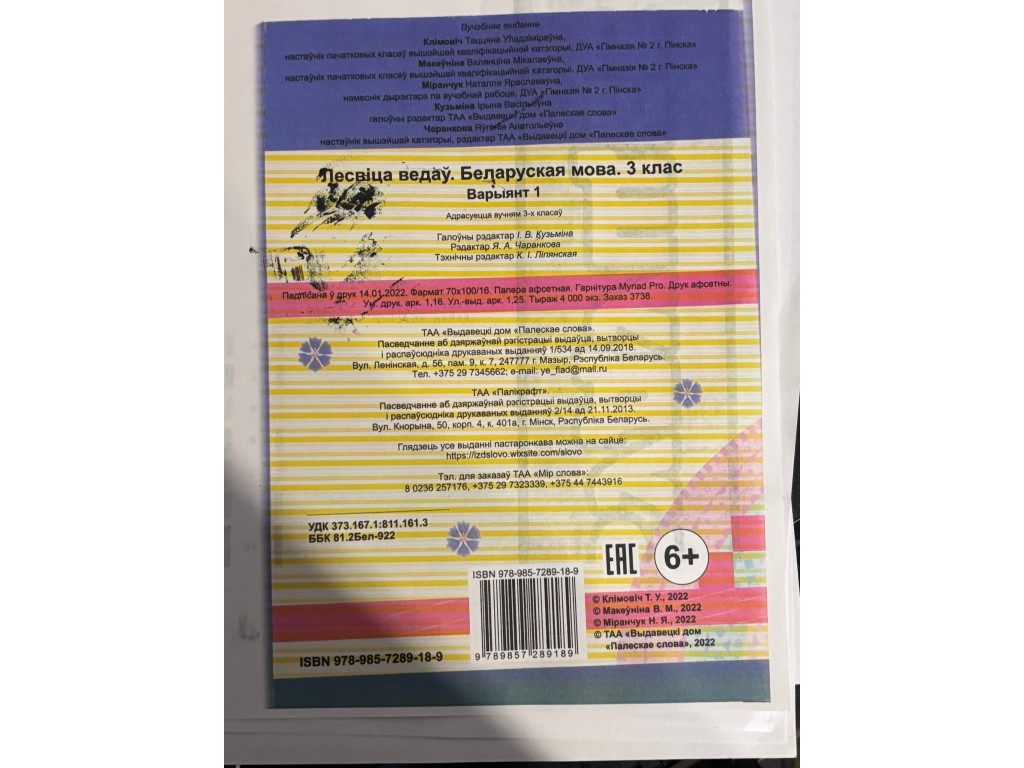 Вучэбнае выданне
Клімовіч Таццяна Уладзіміраўна,
настаўнік пачатковых класаў вышэйшай кваліфікацыйнай катэгорыі, ДУА «Гімназія № 2 г. Пінска»
Макеўніна Валянціна Мікалаеўна,
настаўнік пачатковых класаў вышэйшай кваліфікацыйнай катэгорыі, ДУА «Гімназія № 2 г. Пінска»
Міранчук Наталля Яраславаўна,
намеснік дырэктара па вучэбнай рабоце, ДУА «Гімназія № 2 г. Пінска»
Кузьміна Ірына Васільеўна
галоўны рэдактар ТАА «Выдавецкі дом «Палескае слова»
Чаранкова Яўгенія Анатольеўна
настаўнік вышэйшай катэгорыі, рэдактар ТАА «Выдавецкі дом «Палескае слова»
Лесвіца ведаў. Беларуская мова. 3 клас
Варыянт 1
Адрасуецца вучням 3-х класаў
Галоўны рэдактар І. В. Кузьміна
Рэдактар Я. А. Чаранкова
Тэхнічны рэдактар К. І. Ліпянская
Падпісана ў друк 14.01.2022. Фармат 70х100/16. Папера афсетная. Гарнітура Myriad Pro. Друк афсетны.
Ум. друк. арк. 1,16. Ул.-выд. арк. 1,25. Тыраж 4 000 экз. Заказ 3738.
ТАА «Выдавецкі дом «Палескае слова».
Пасведчанне аб дзяржаўнай рэгістрацыі выдаўца, вытворцы
і распаўсюдніка друкаваных выданняў 1/534 ад 14.09.2018.
Вул. Ленінская, д. 56, пам. 9, к. 7, 247777 г. Мазыр, Рэспубліка Беларусь.
Тел. +375 29 7345662; e-mail: ye_fiad@mail.ru
ТАА «Палікрафт».
Пасведчанне аб дзяржаўнай рэгістрацыі выдаўца, вытворцы
і распаўсюдніка друкаваных выданняў 2/14 ад 21.11.2013.
Вул. Кнорына, 50, корп. 4, к. 401а, г. Мінск, Рэспубліка Беларусь.
Глядзець усе выданні пастаронкава можна на сайце:
https://izdslovo.wixsite.com/slovo
Тэл. для заказаў ТАА «Мір слова»:
8 0236 257176, +375 29 7323339, +375 44 7443916
УДК 373.167.1:811.161.3
ББК 81.2Бел-922
EAC
6+
ISBN 978-985-7289-18-9
9 789857 289189
© Клімовіч Т. У., 2022
© Макеўніна В. М., 2022
© Міранчук Н. Я., 2022
© ТАА «Выдавецкі дом
«Палескае слова», 2022
ISBN 978-985-7289-18-9